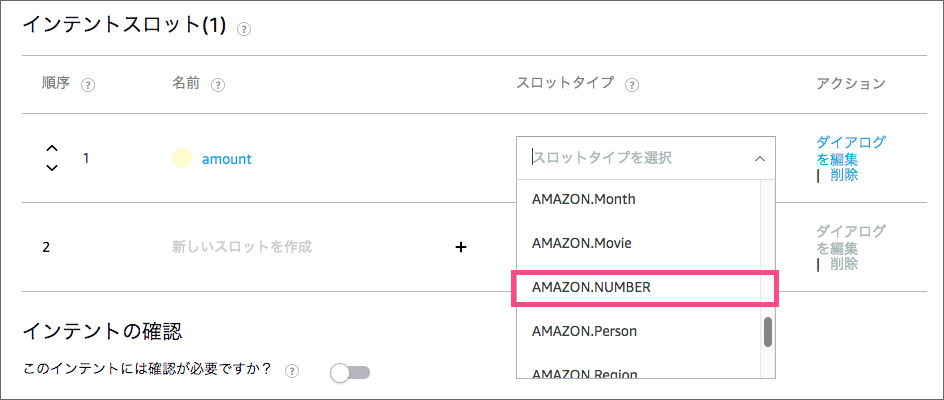 インテントスロット(1) ?
順序 ? 名前 ? スロットタイプ ? アクション
1 amount スロットタイプを選択 ダイアログ
を編集
| 削除
AMAZON.Month
AMAZON.Movie
2 新しいスロットを作成 + ダイアログ
を編集
| 削除
AMAZON.NUMBER
AMAZON.Person
AMAZON.Region
インテントの確認
このインテントには確認が必要ですか？ ?